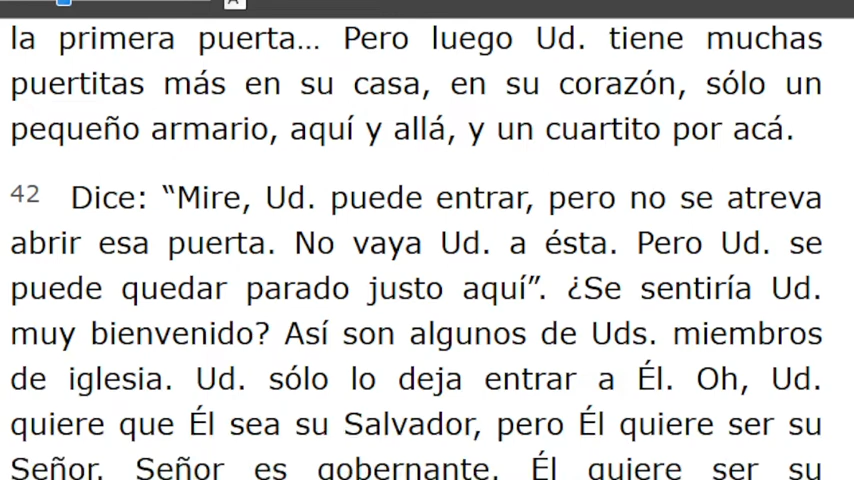 la primera puerta... Pero luego Ud. tiene muchas
puertitas más en su casa, en su corazón, sólo un
pequeño armario, aquí y allá, y un cuartito por acá.
42 Dice: “Mire, Ud. puede entrar, pero no se atreva
abrir esa puerta. No vaya Ud. a ésta. Pero Ud. se
puede quedar parado justo aquí”. ¿Se sentiría Ud.
muy bienvenido? Así son algunos de Uds. miembros
de iglesia. Ud. sólo lo deja entrar a Él. Oh, Ud.
quiere que Él sea su Salvador, pero Él quiere ser su
Señor. Señor es gobernante. Él quiere ser su